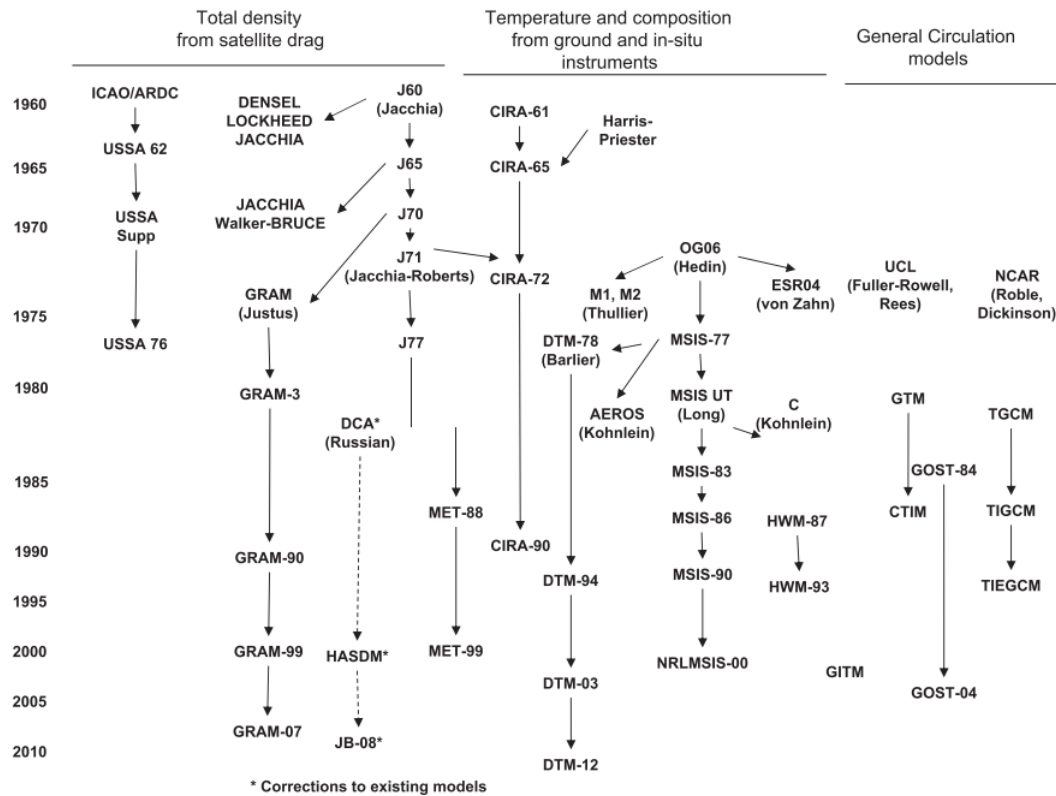 Total density
from satellite drag
Temperature and composition
from ground and in-situ
instruments
General Circulation
models
1960
1965
1970
1975
1980
1985
1990
1995
2000
2005
2010
ICAO/ARDC
USSA 62
USSA
Supp
USSA 76
DENSEL
LOCKHEED
JACCHIA
JACCHIA
Walker-BRUCE
GRAM
(Justus)
GRAM-3
GRAM-90
GRAM-99
GRAM-07
J60
(Jacchia)
J65
J70
J71
(Jacchia-Roberts)
J77
DCA*
(Russian)
HASDM*
JB-08*
MET-88
MET-99
CIRA-61
CIRA-65
CIRA-72
CIRA-90
Harris-
Priester
OG06
(Hedin)
M1, M2
(Thullier)
ESR04
(von Zahn)
DTM-78
(Barlier)
MSIS-77
AEROS
(Kohnlein)
MSIS UT
(Long)
C
(Kohnlein)
MSIS-83
MSIS-86
MSIS-90
NRLMSIS-00
HWM-87
HWM-93
DTM-94
DTM-03
DTM-12
UCL
(Fuller-Rowell,
Rees)
NCAR
(Roble,
Dickinson)
GTM
CTIM
GOST-84
GOST-04
GITM
TGCM
TIGCM
TIEGCM
* Corrections to existing models